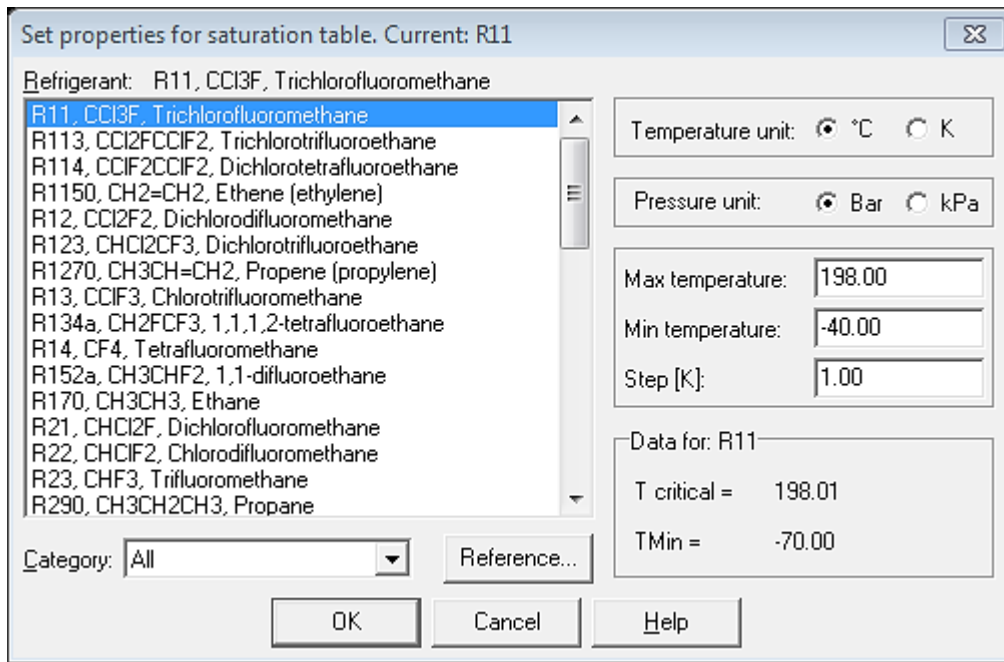 Set properties for saturation table. Current: R11
Refrigerant: R11, CCl3F, Trichlorofluoromethane
R11, CCl3F, Trichlorofluoromethane
R113, CCl2FCClF2, Trichlorotrifluoroethane
R114, CClF2CClF2, Dichlorotetrafluoroethane
R1150, CH2=CH2, Ethene (ethylene)
R12, CCl2F2, Dichlorodifluoromethane
R123, CHCl2CF3, Dichlorotrifluoroethane
R1270, CH3CH=CH2, Propene (propylene)
R13, CClF3, Chlorotrifluoromethane
R134a, CH2FCF3, 1,1,1,2-tetrafluoroethane
R14, CF4, Tetrafluoromethane
R152a, CH3CHF2, 1,1-difluoroethane
R170, CH3CH3, Ethane
R21, CHCl2F, Dichlorofluoromethane
R22, CHClF2, Chlorodifluoromethane
R23, CHF3, Trifluoromethane
R290, CH3CH2CH3, Propane
Category: All
Reference...
Temperature unit: °C K
Pressure unit: Bar kPa
Max temperature: 198.00
Min temperature: -40.00
Step [K]: 1.00
Data for: R11
T critical = 198.01
TMin = -70.00
OK Cancel Help